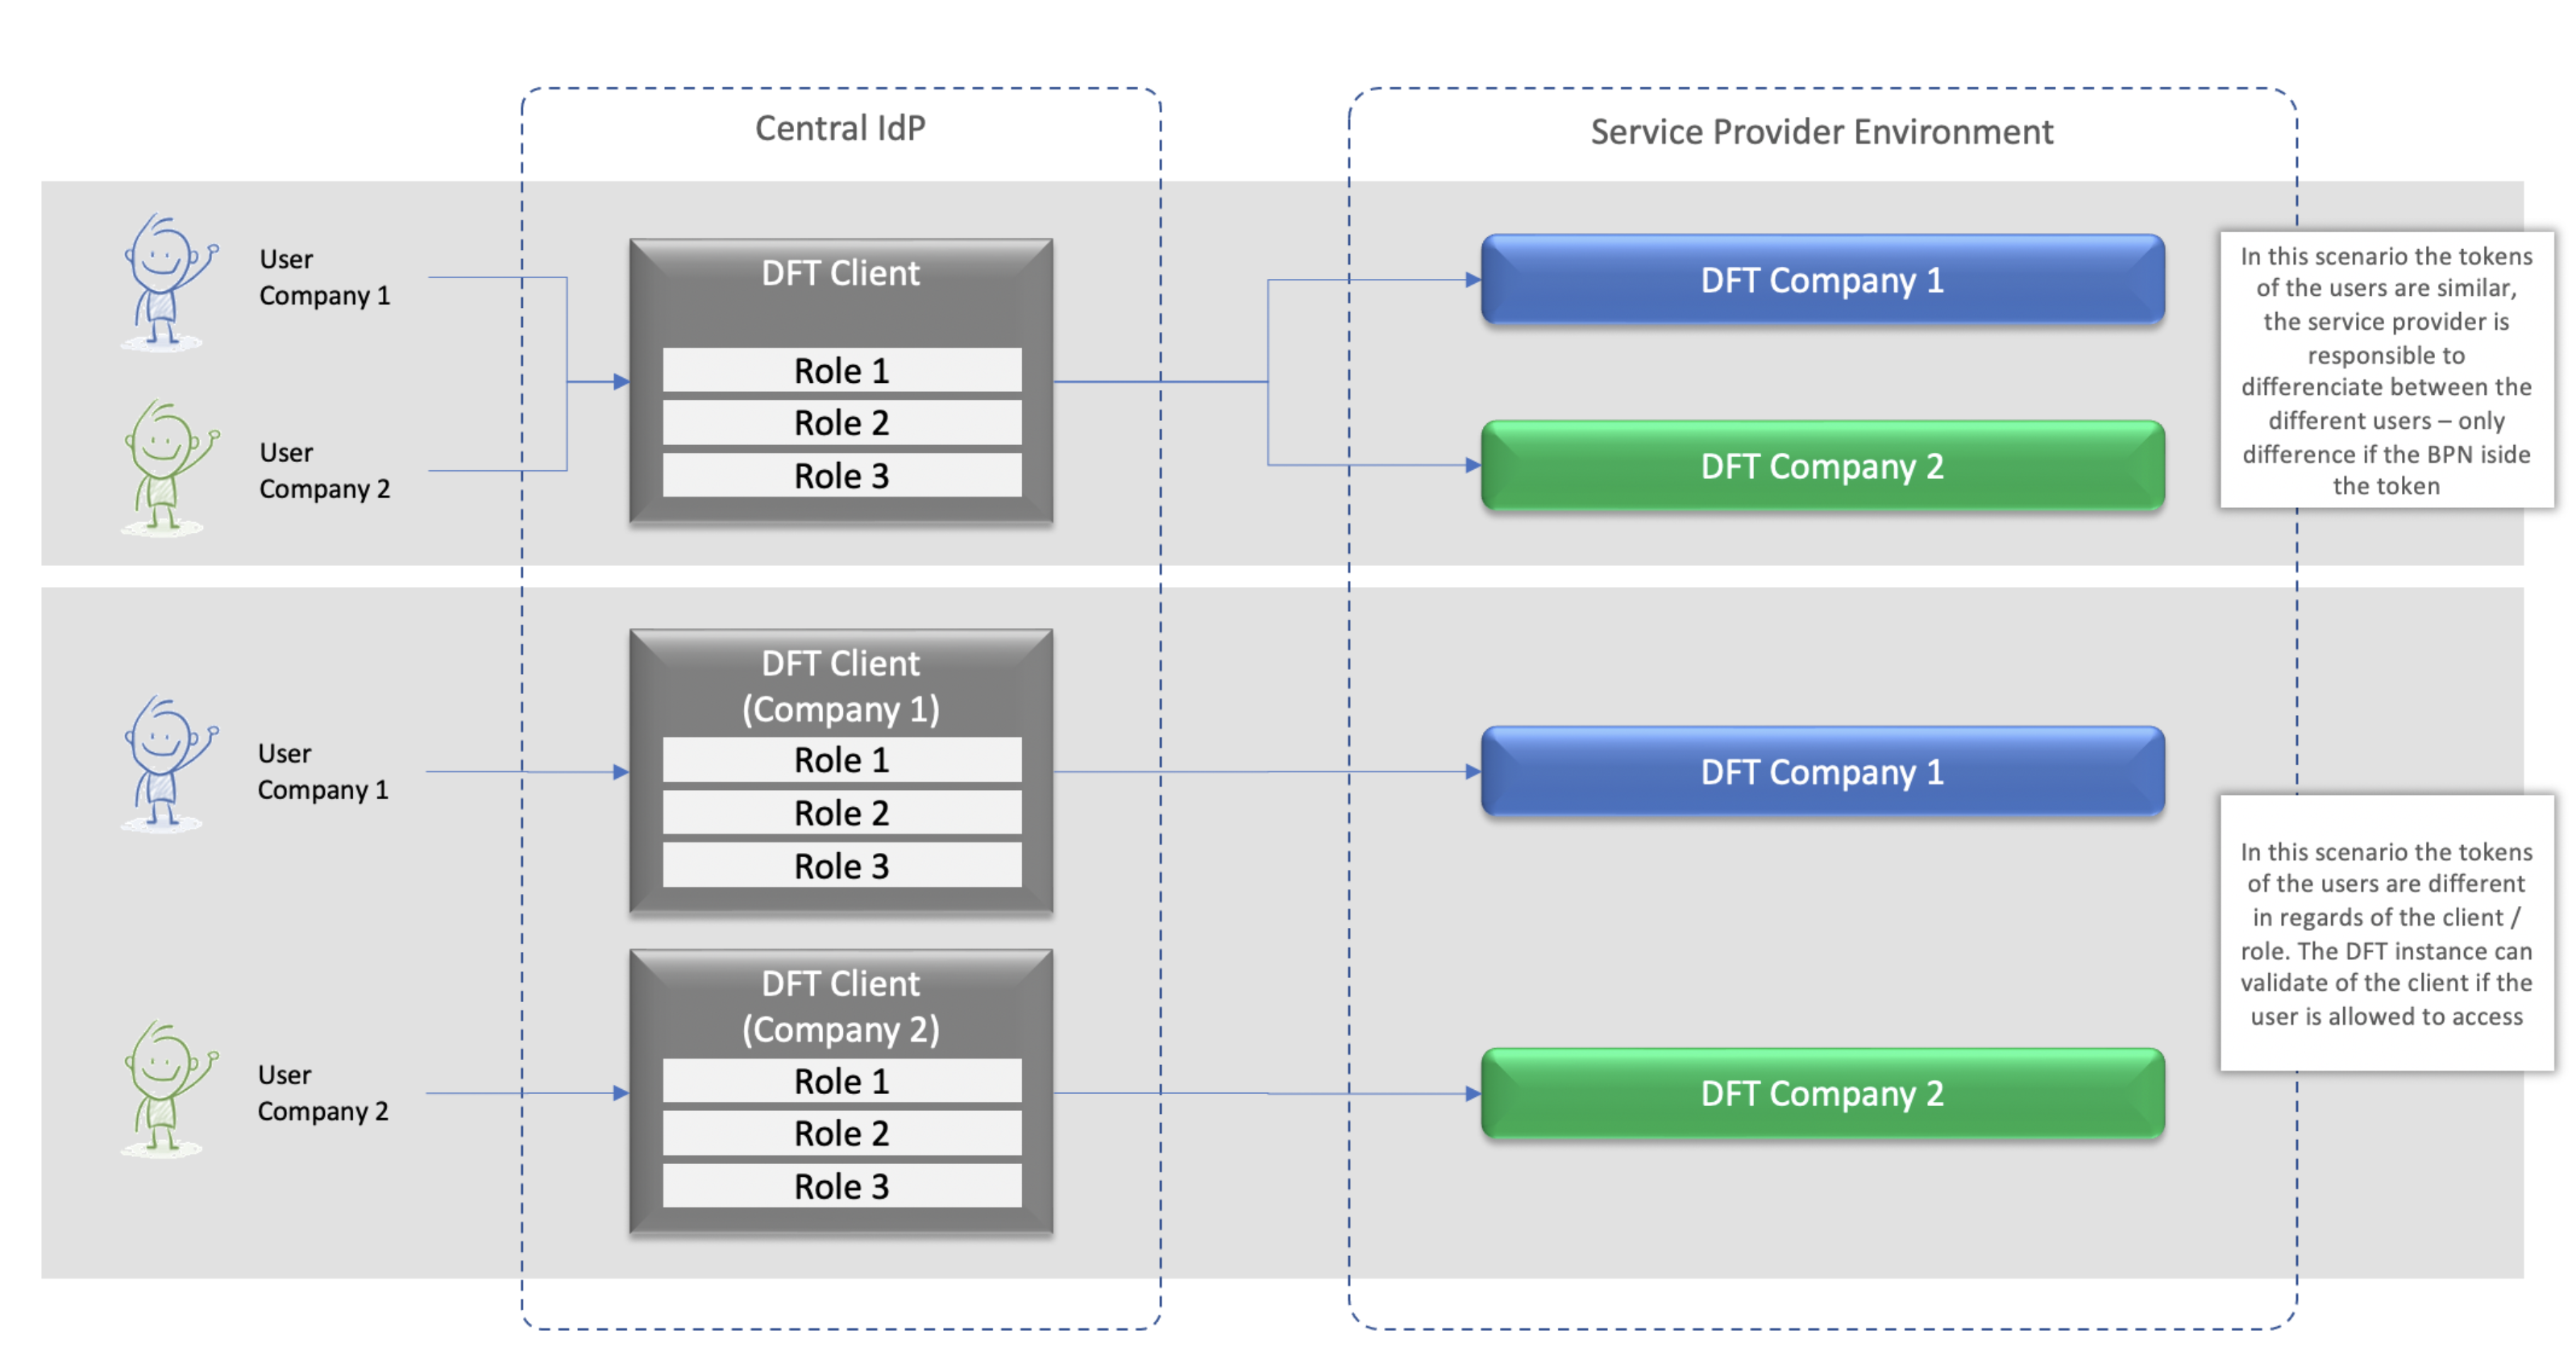 Central IdP
Service Provider Environment
User
Company 1
User
Company 2
DFT Client
Role 1
Role 2
Role 3
DFT Company 1
DFT Company 2
In this scenario the tokens
of the users are similar,
the service provider is
responsible to
differenciate between the
different users – only
difference if the BPN iside
the token
User
Company 1
DFT Client
(Company 1)
Role 1
Role 2
Role 3
DFT Company 1
User
Company 2
DFT Client
(Company 2)
Role 1
Role 2
Role 3
DFT Company 2
In this scenario the tokens
of the users are different
in regards of the client /
role. The DFT instance can
validate of the client if the
user is allowed to access